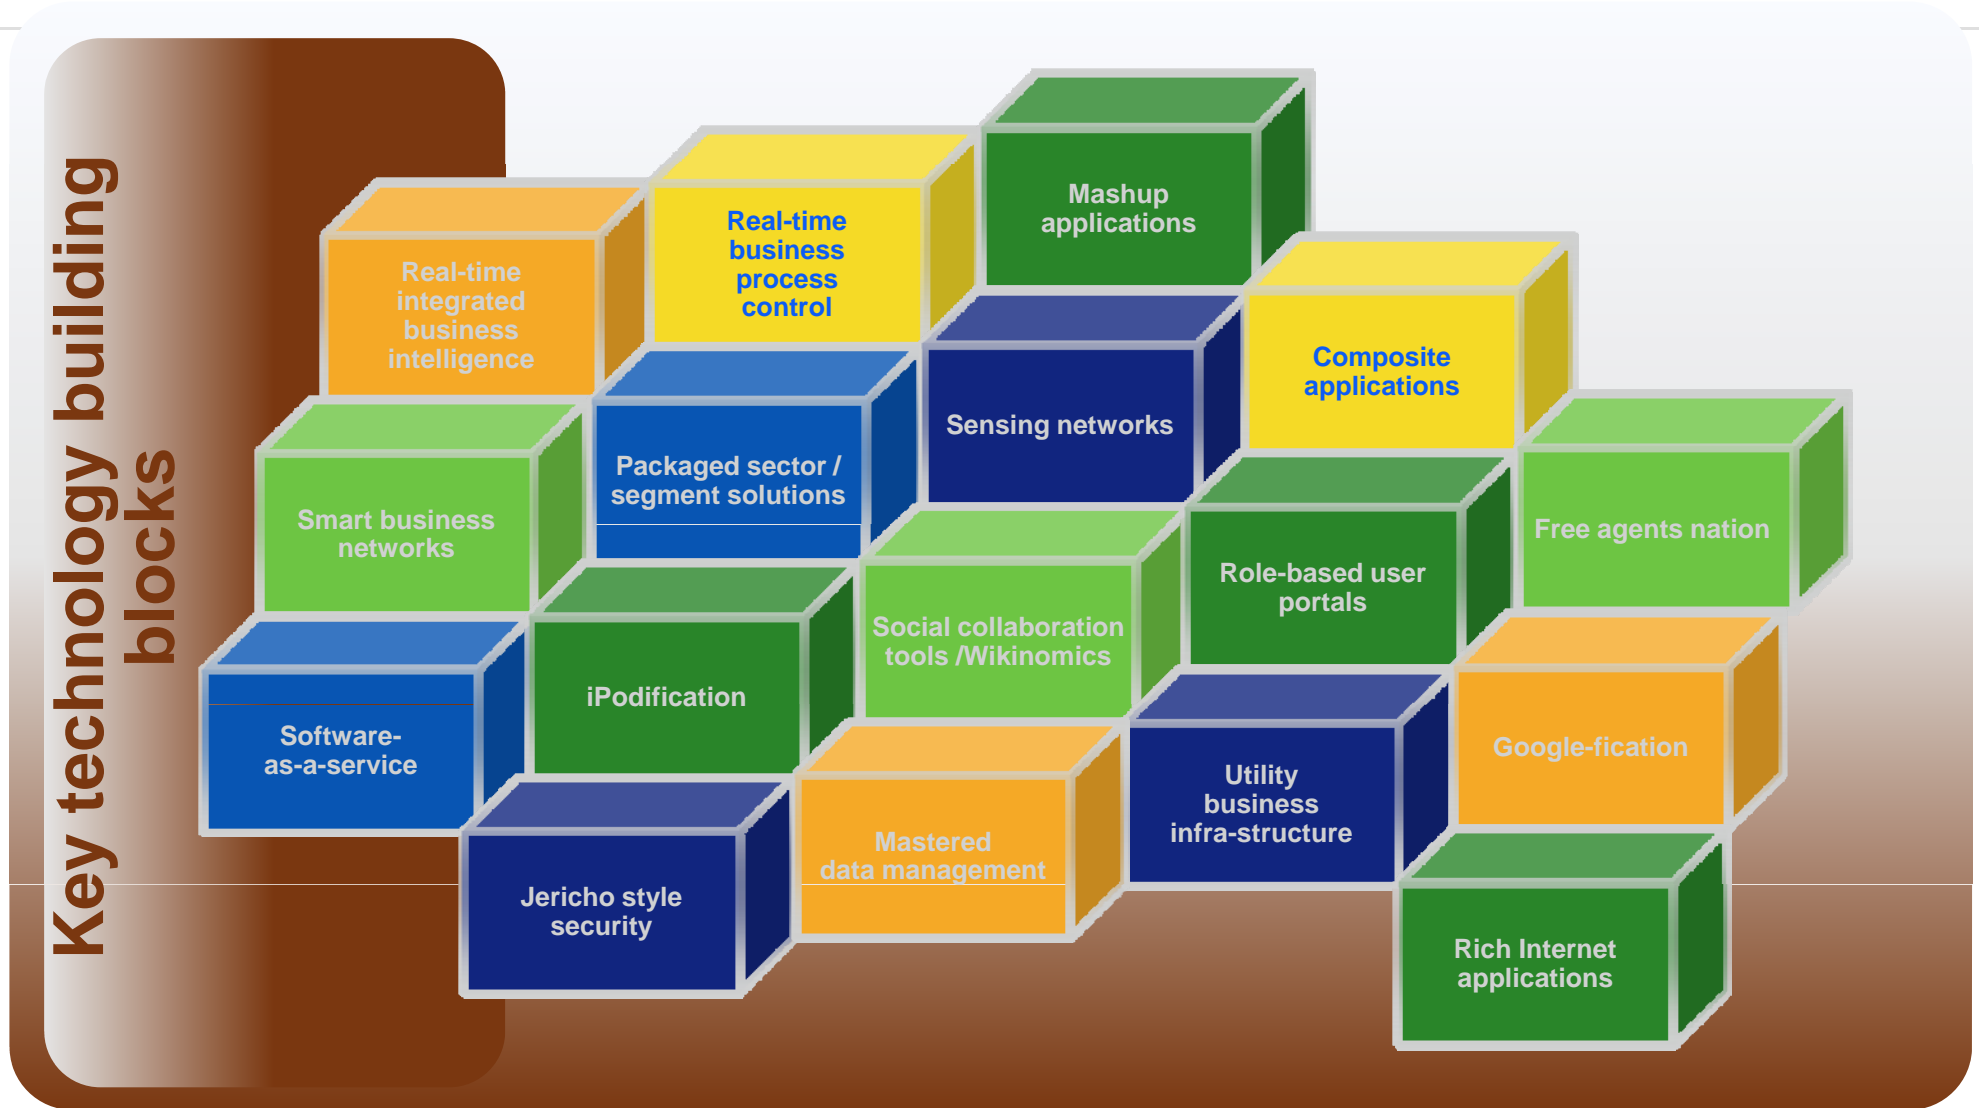 Key technology building
blocks
Mashup
applications
Real-time
business
process
control
Real-time
integrated
business
intelligence
Composite
applications
Sensing networks
Packaged sector /
segment solutions
Smart business
networks
Free agents nation
Role-based user
portals
Social collaboration
tools /Wikinomics
iPodification
Software-
as-a-service
Google-fication
Utility
business
infra-structure
Mastered
data management
Jericho style
security
Rich Internet
applications